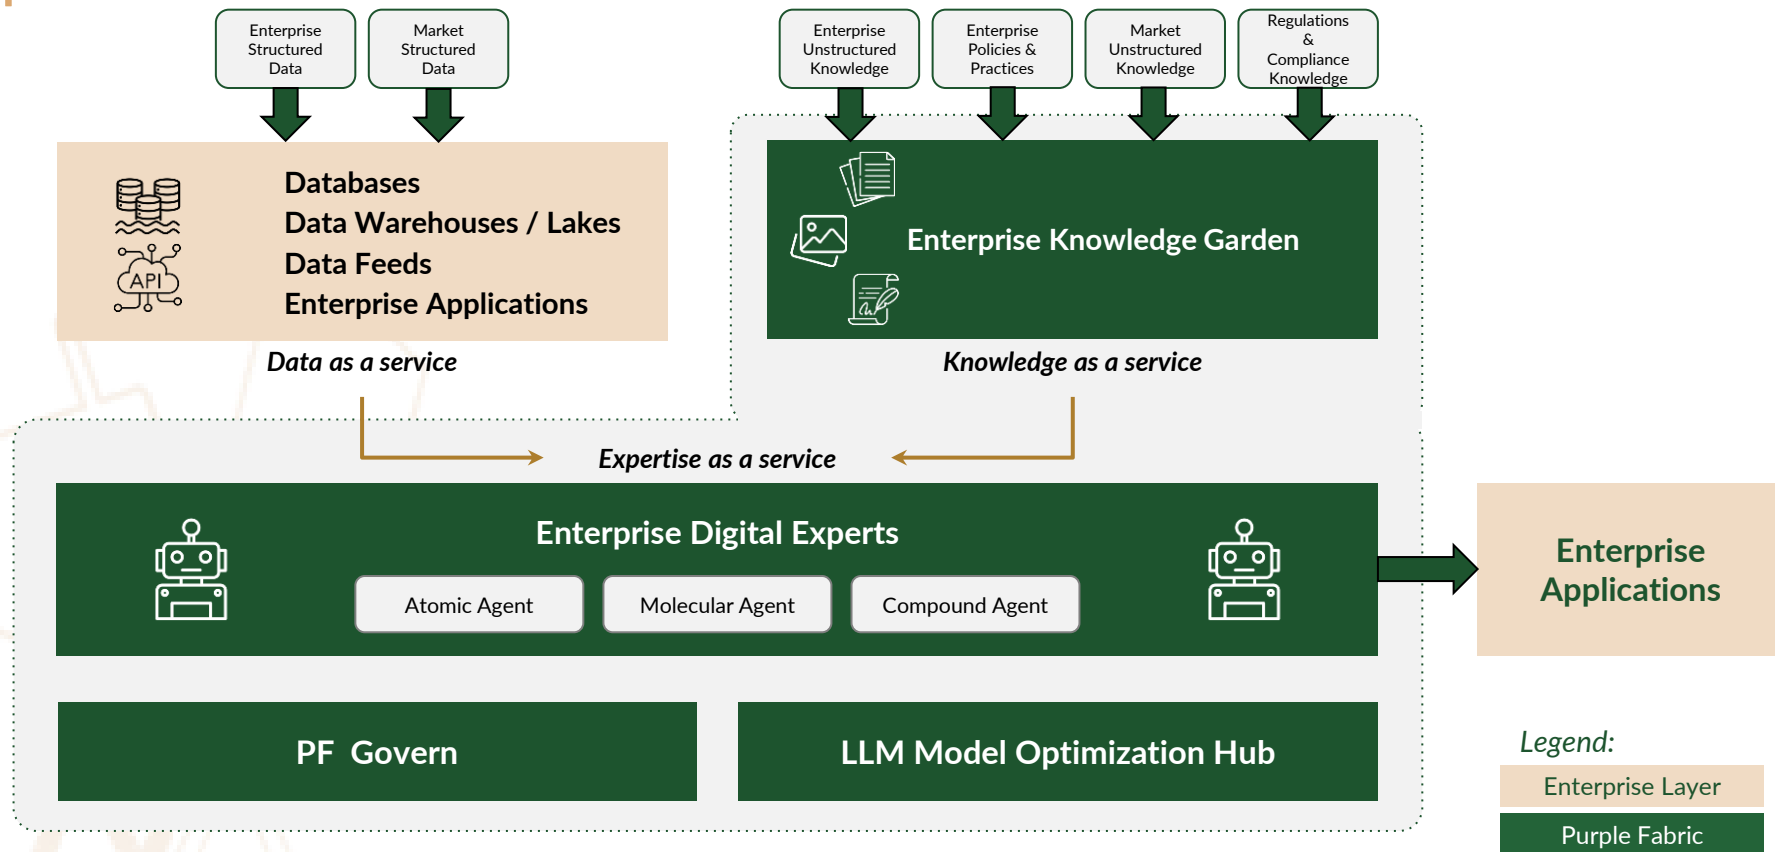 Enterprise
Structured
Data
Market
Structured
Data
Enterprise
Unstructured
Knowledge
Enterprise
Policies &
Practices
Market
Unstructured
Knowledge
Regulations
&
Compliance
Knowledge
Databases
Data Warehouses / Lakes
Data Feeds
Enterprise Applications
API
Enterprise Knowledge Garden
Data as a service
Knowledge as a service
Expertise as a service
Enterprise Digital Experts
Atomic Agent
Molecular Agent
Compound Agent
Enterprise
Applications
PF Govern
LLM Model Optimization Hub
Legend:
Enterprise Layer
Purple Fabric